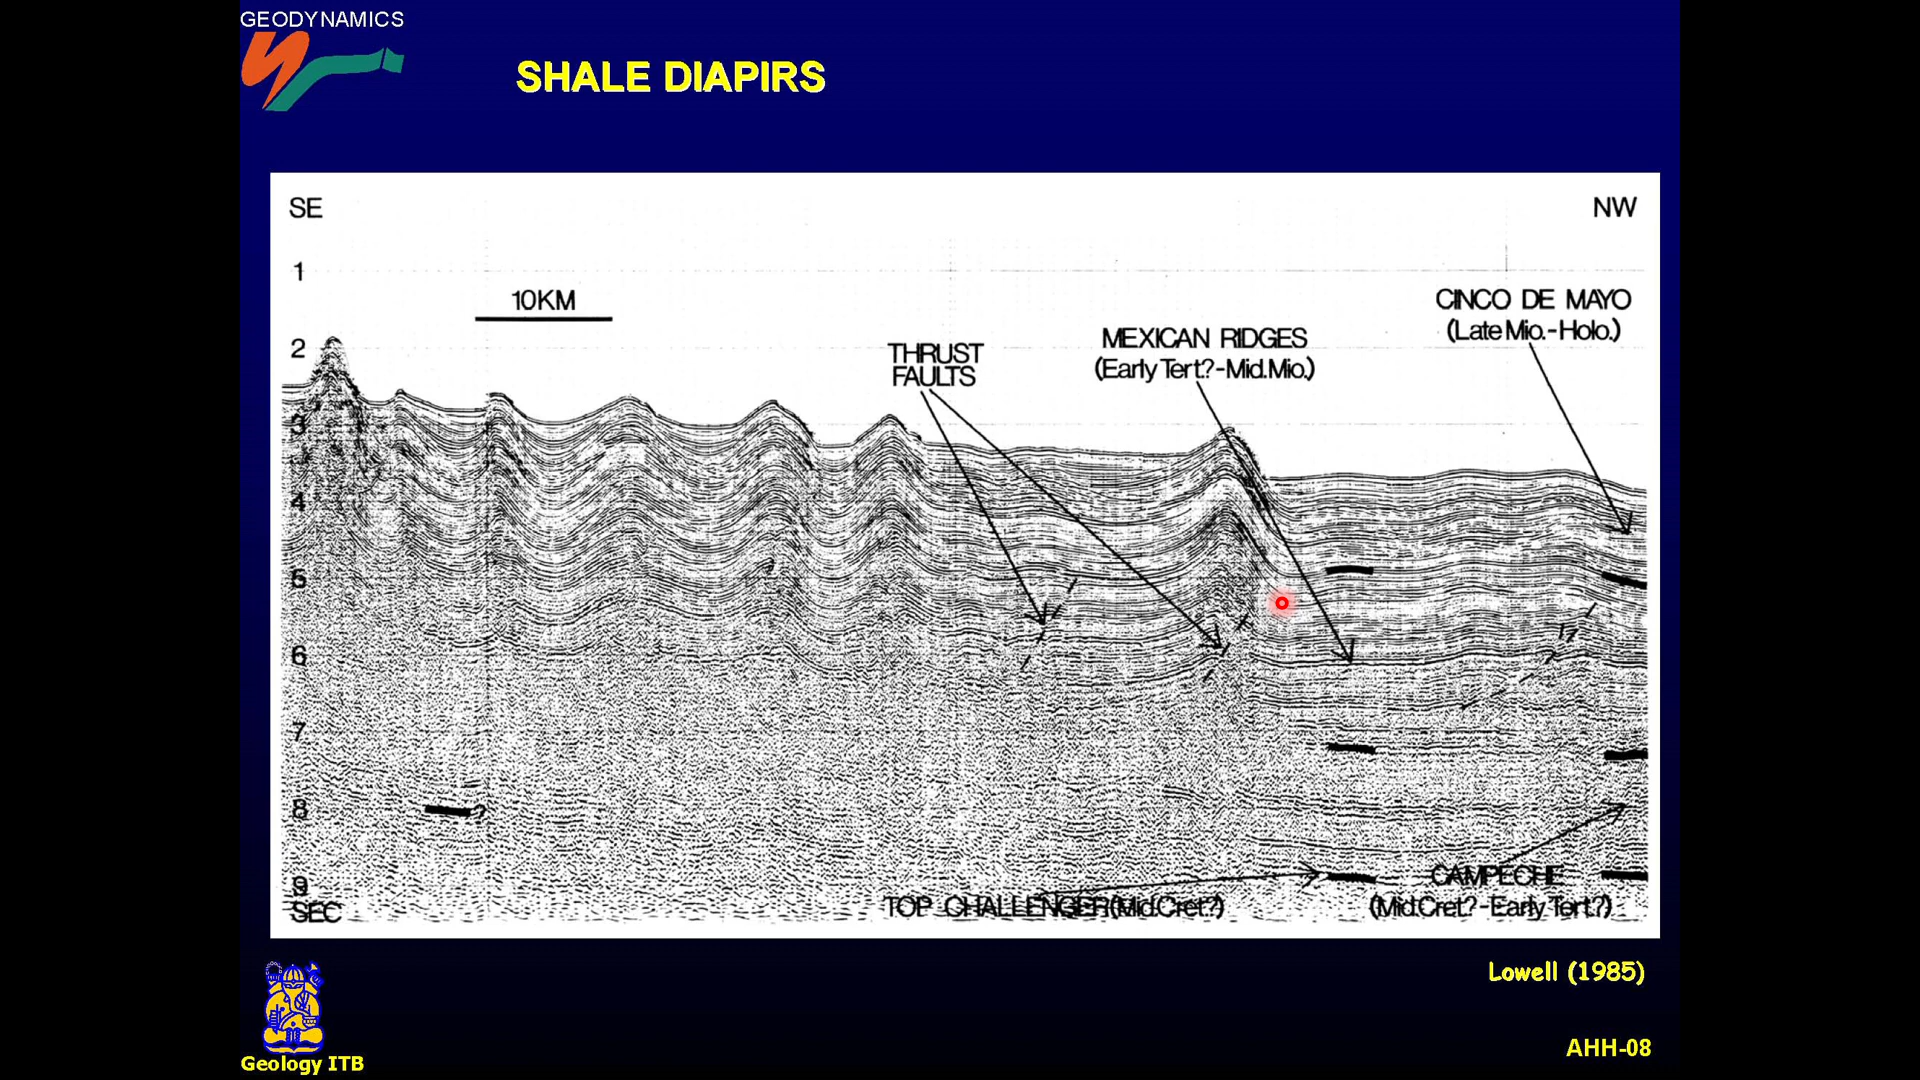 GEODYNAMICS
SHALE DIAPIRS
SE
NW
1
10KM
CINCO DE MAYO
(Late Mio.-Holo.)
MEXICAN RIDGES
(Early Tert.?-Mid.Mio.)
2
THRUST
FAULTS
3
4
5
?
6
1?
7
8
?
9
SEC
TOP CHALLENGER(Mid.Cret.?)
CAMPECHE
(Mid.Cret.?-Early Tert.?)
Lowell (1985)
Geology ITB
AHH-08